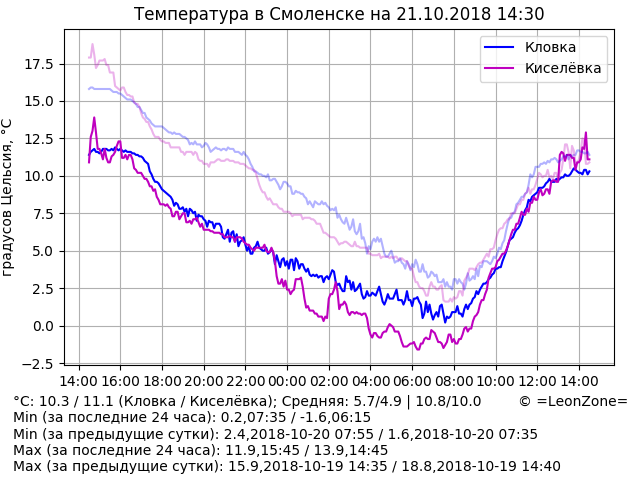 Температура в Смоленске на 21.10.2018 14:30
градусов Цельсия, °C
Кловка
Киселёвка
17.5
15.0
12.5
10.0
7.5
5.0
2.5
0.0
−2.5
14:00 16:00 18:00 20:00 22:00 00:00 02:00 04:00 06:00 08:00 10:00 12:00 14:00
°C: 10.3 / 11.1 (Кловка / Киселёвка); Средняя: 5.7/4.9 | 10.8/10.0 © =LeonZone=
Min (за последние 24 часа): 0.2,07:35 / -1.6,06:15
Min (за предыдущие сутки): 2.4,2018-10-20 07:55 / 1.6,2018-10-20 07:35
Max (за последние 24 часа): 11.9,15:45 / 13.9,14:45
Max (за предыдущие сутки): 15.9,2018-10-19 14:35 / 18.8,2018-10-19 14:40